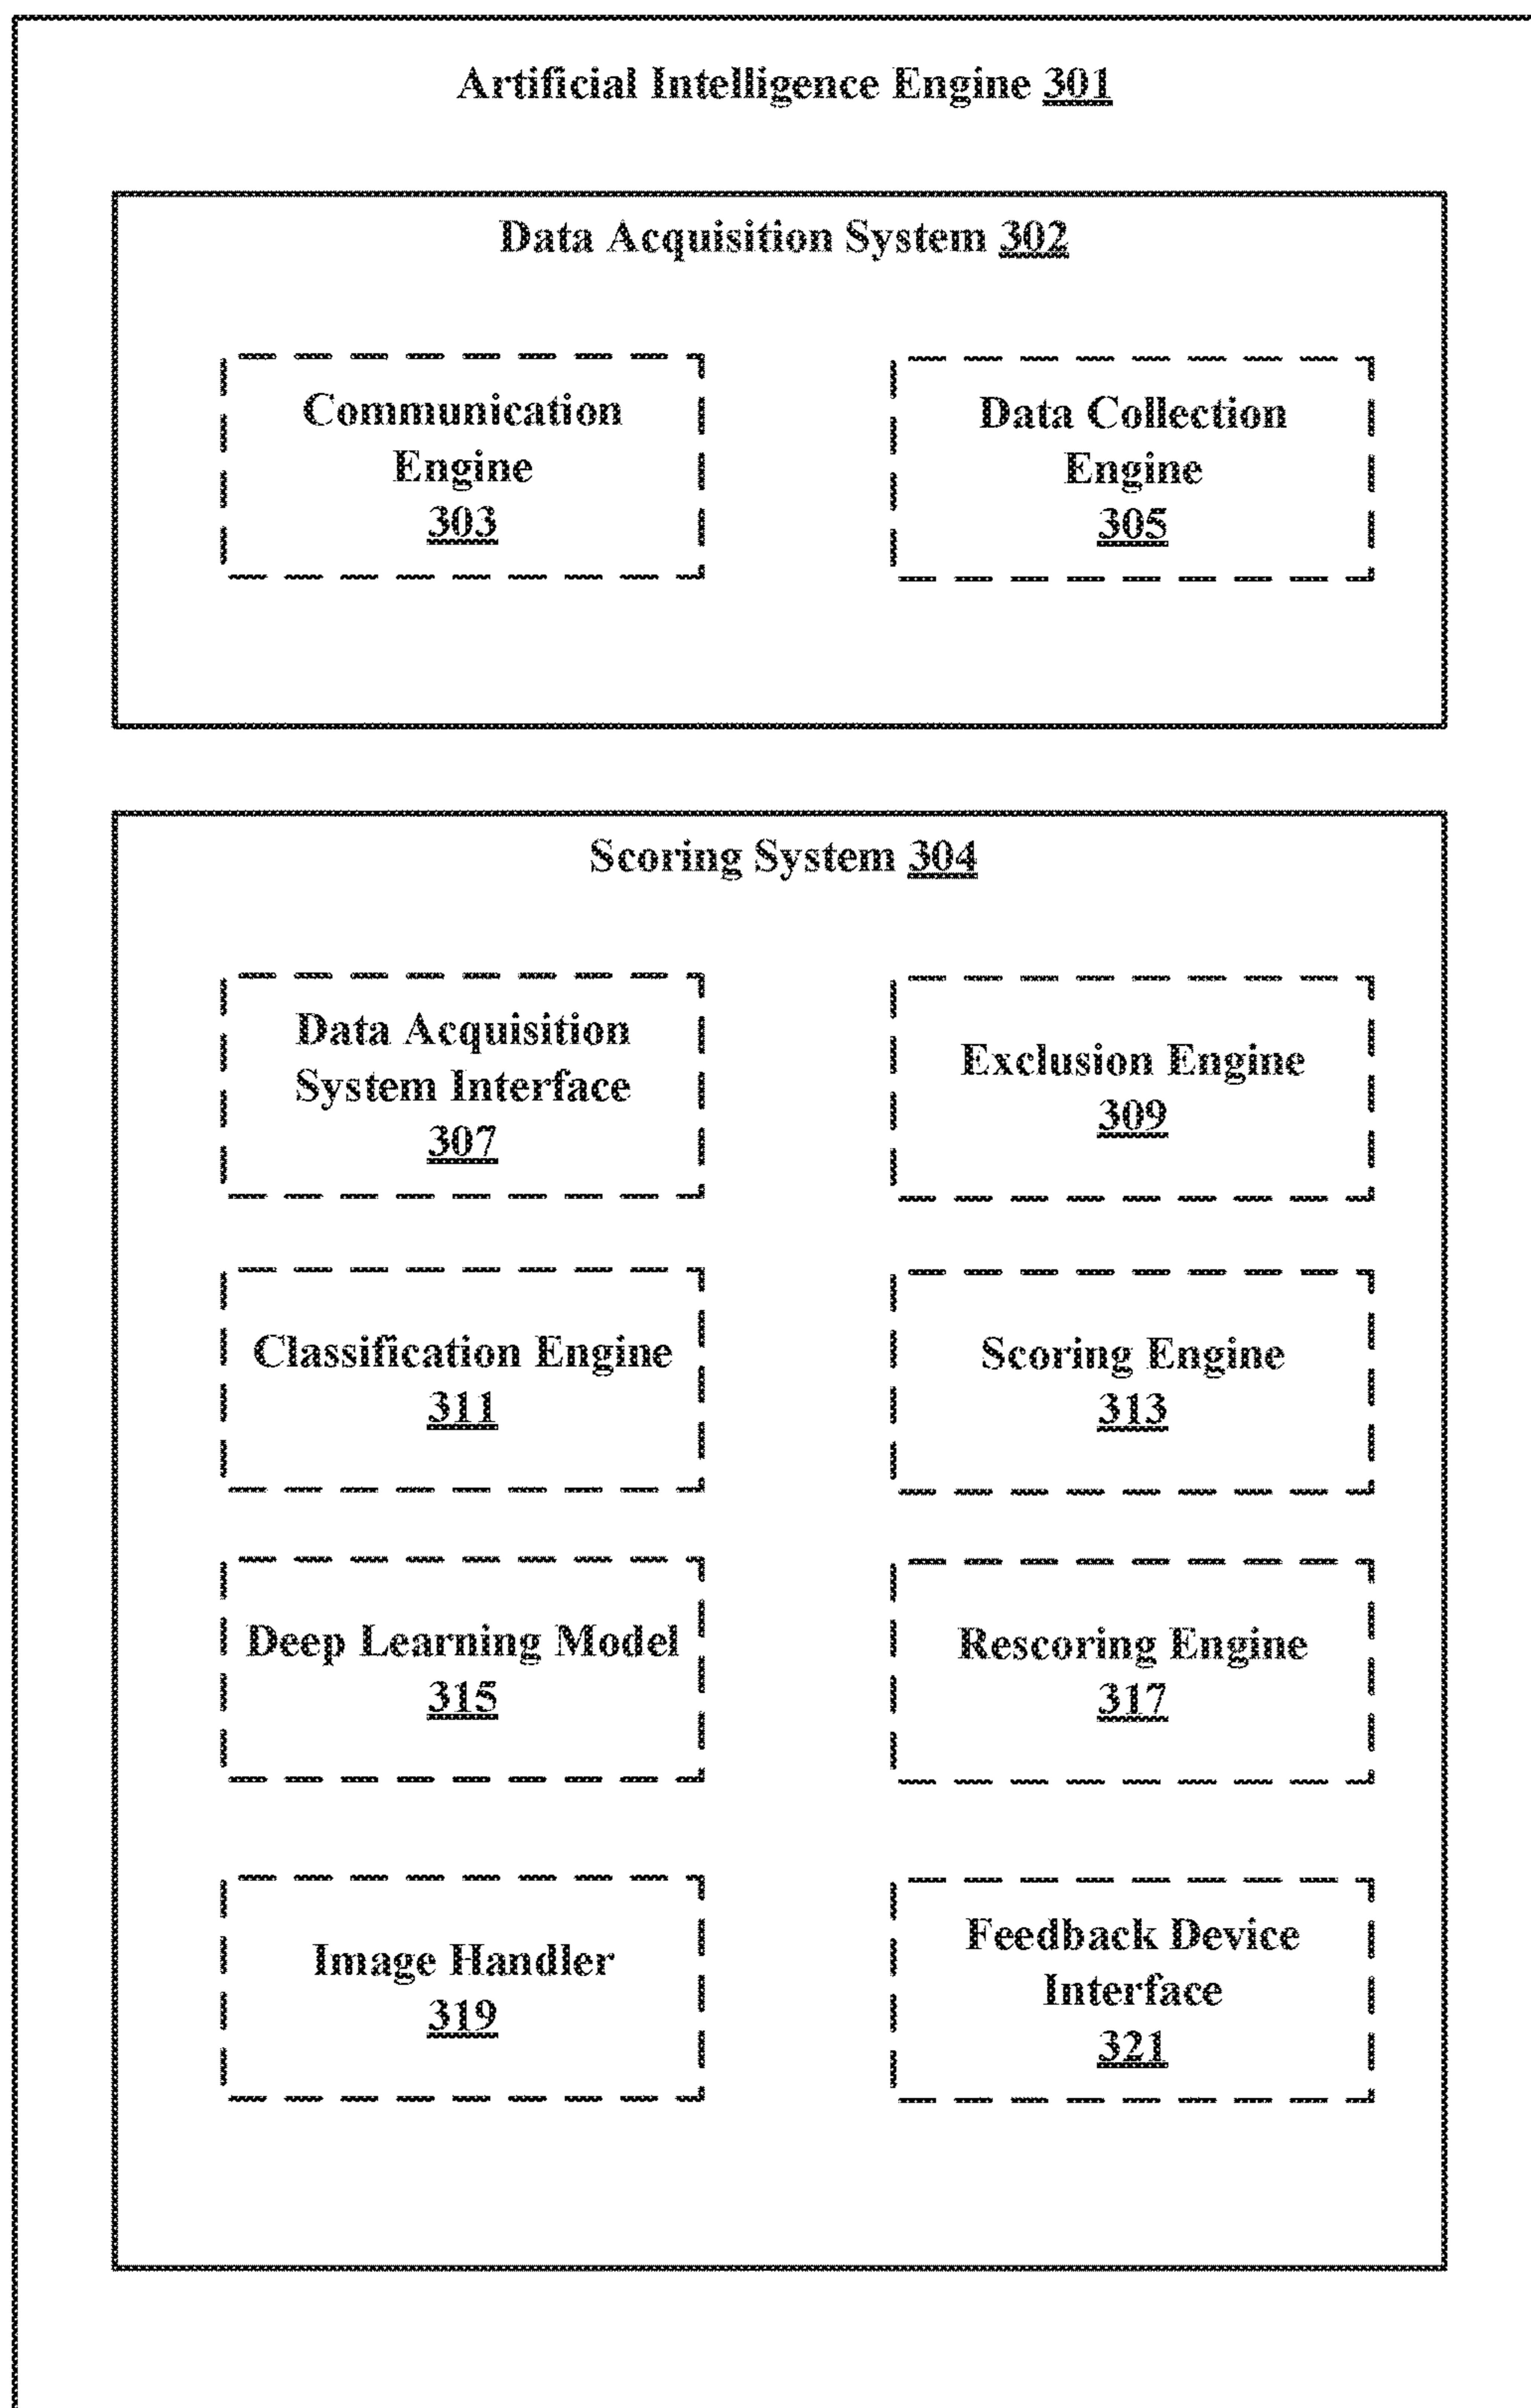 Artificial Intelligence Engine 301
Data Acquisition System 302
Communication
Engine
303
Data Collection
Engine
305
Scoring System 304
Data Acquisition
System Interface
307
Exclusion Engine
309
Classification Engine
311
Scoring Engine
313
Deep Learning Model
315
Rescoring Engine
317
Image Handler
319
Feedback Device
Interface
321